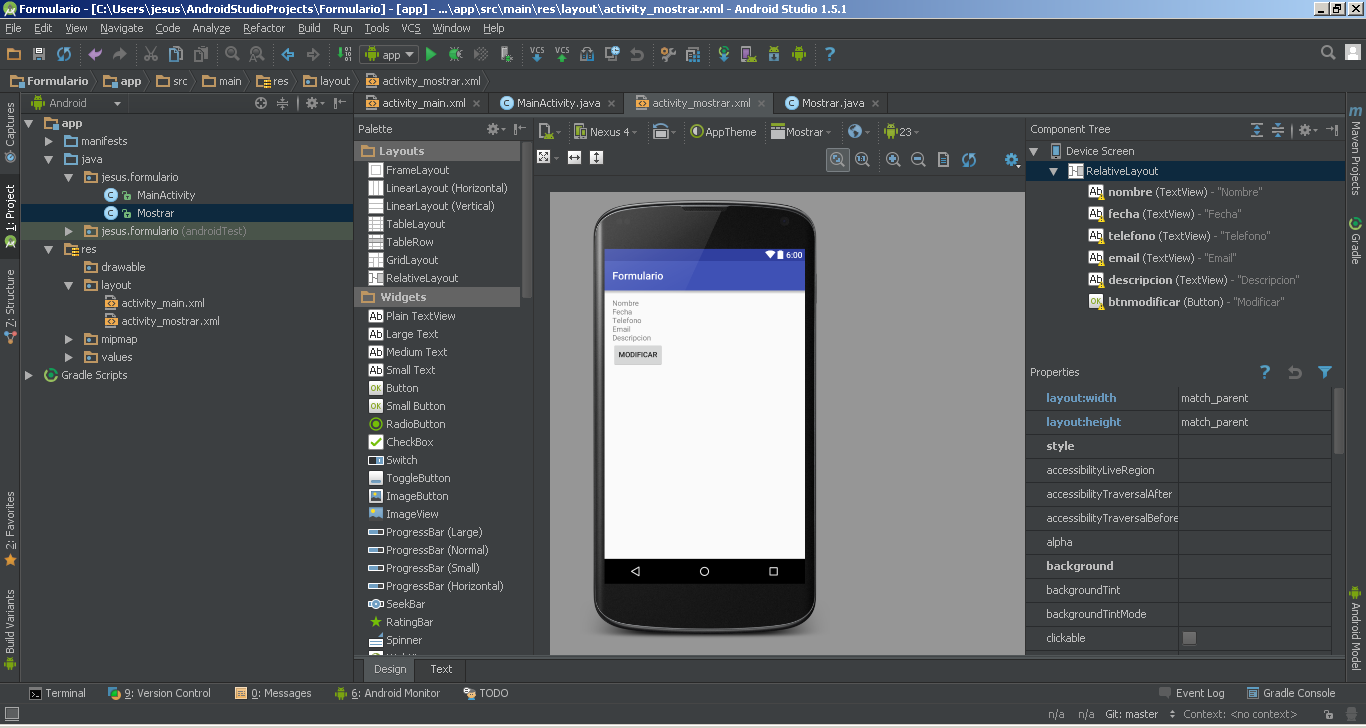 Formulario - [C:\Users\jesus\AndroidStudioProjects\Formulario] - [app] - ...\app\src\main\res\layout\activity_mostrar.xml - Android Studio 1.5.1
File Edit View Navigate Code Analyze Refactor Build Run Tools VCS Window Help
app VCS VCS
Formulario app src main res layout activity_mostrar.xml
Captures
1: Project
Z: Structure
2: Favorites
Build Variants
Android
app
manifests
java
jesus.formulario
MainActivity
Mostrar
jesus.formulario (androidTest)
res
drawable
layout
activity_main.xml
activity_mostrar.xml
mipmap
values
Gradle Scripts
activity_main.xml MainActivity.java activity_mostrar.xml Mostrar.java
Palette
Layouts
FrameLayout
LinearLayout (Horizontal)
LinearLayout (Vertical)
TableLayout
TableRow
GridLayout
RelativeLayout
Widgets
Plain TextView
Large Text
Medium Text
Small Text
Button
Small Button
RadioButton
CheckBox
Switch
ToggleButton
ImageButton
ImageView
ProgressBar (Large)
ProgressBar (Normal)
ProgressBar (Small)
ProgressBar (Horizontal)
SeekBar
RatingBar
Spinner
Nexus 4 AppTheme Mostrar 23
6:00
Formulario
Nombre
Fecha
Telefono
Email
Descripcion
MODIFICAR
Design Text
Component Tree
Device Screen
RelativeLayout
nombre (TextView) - "Nombre"
fecha (TextView) - "Fecha"
telefono (TextView) - "Telefono"
email (TextView) - "Email"
descripcion (TextView) - "Descripcion"
btnmodificar (Button) - "Modificar"
Properties
layout:width match_parent
layout:height match_parent
style
accessibilityLiveRegion
accessibilityTraversalAfter
accessibilityTraversalBefore
alpha
background
backgroundTint
backgroundTintMode
clickable
Maven Projects
Gradle
Android Model
Terminal 9: Version Control 0: Messages 6: Android Monitor TODO Event Log Gradle Console
n/a n/a Git: master Context: <no context>